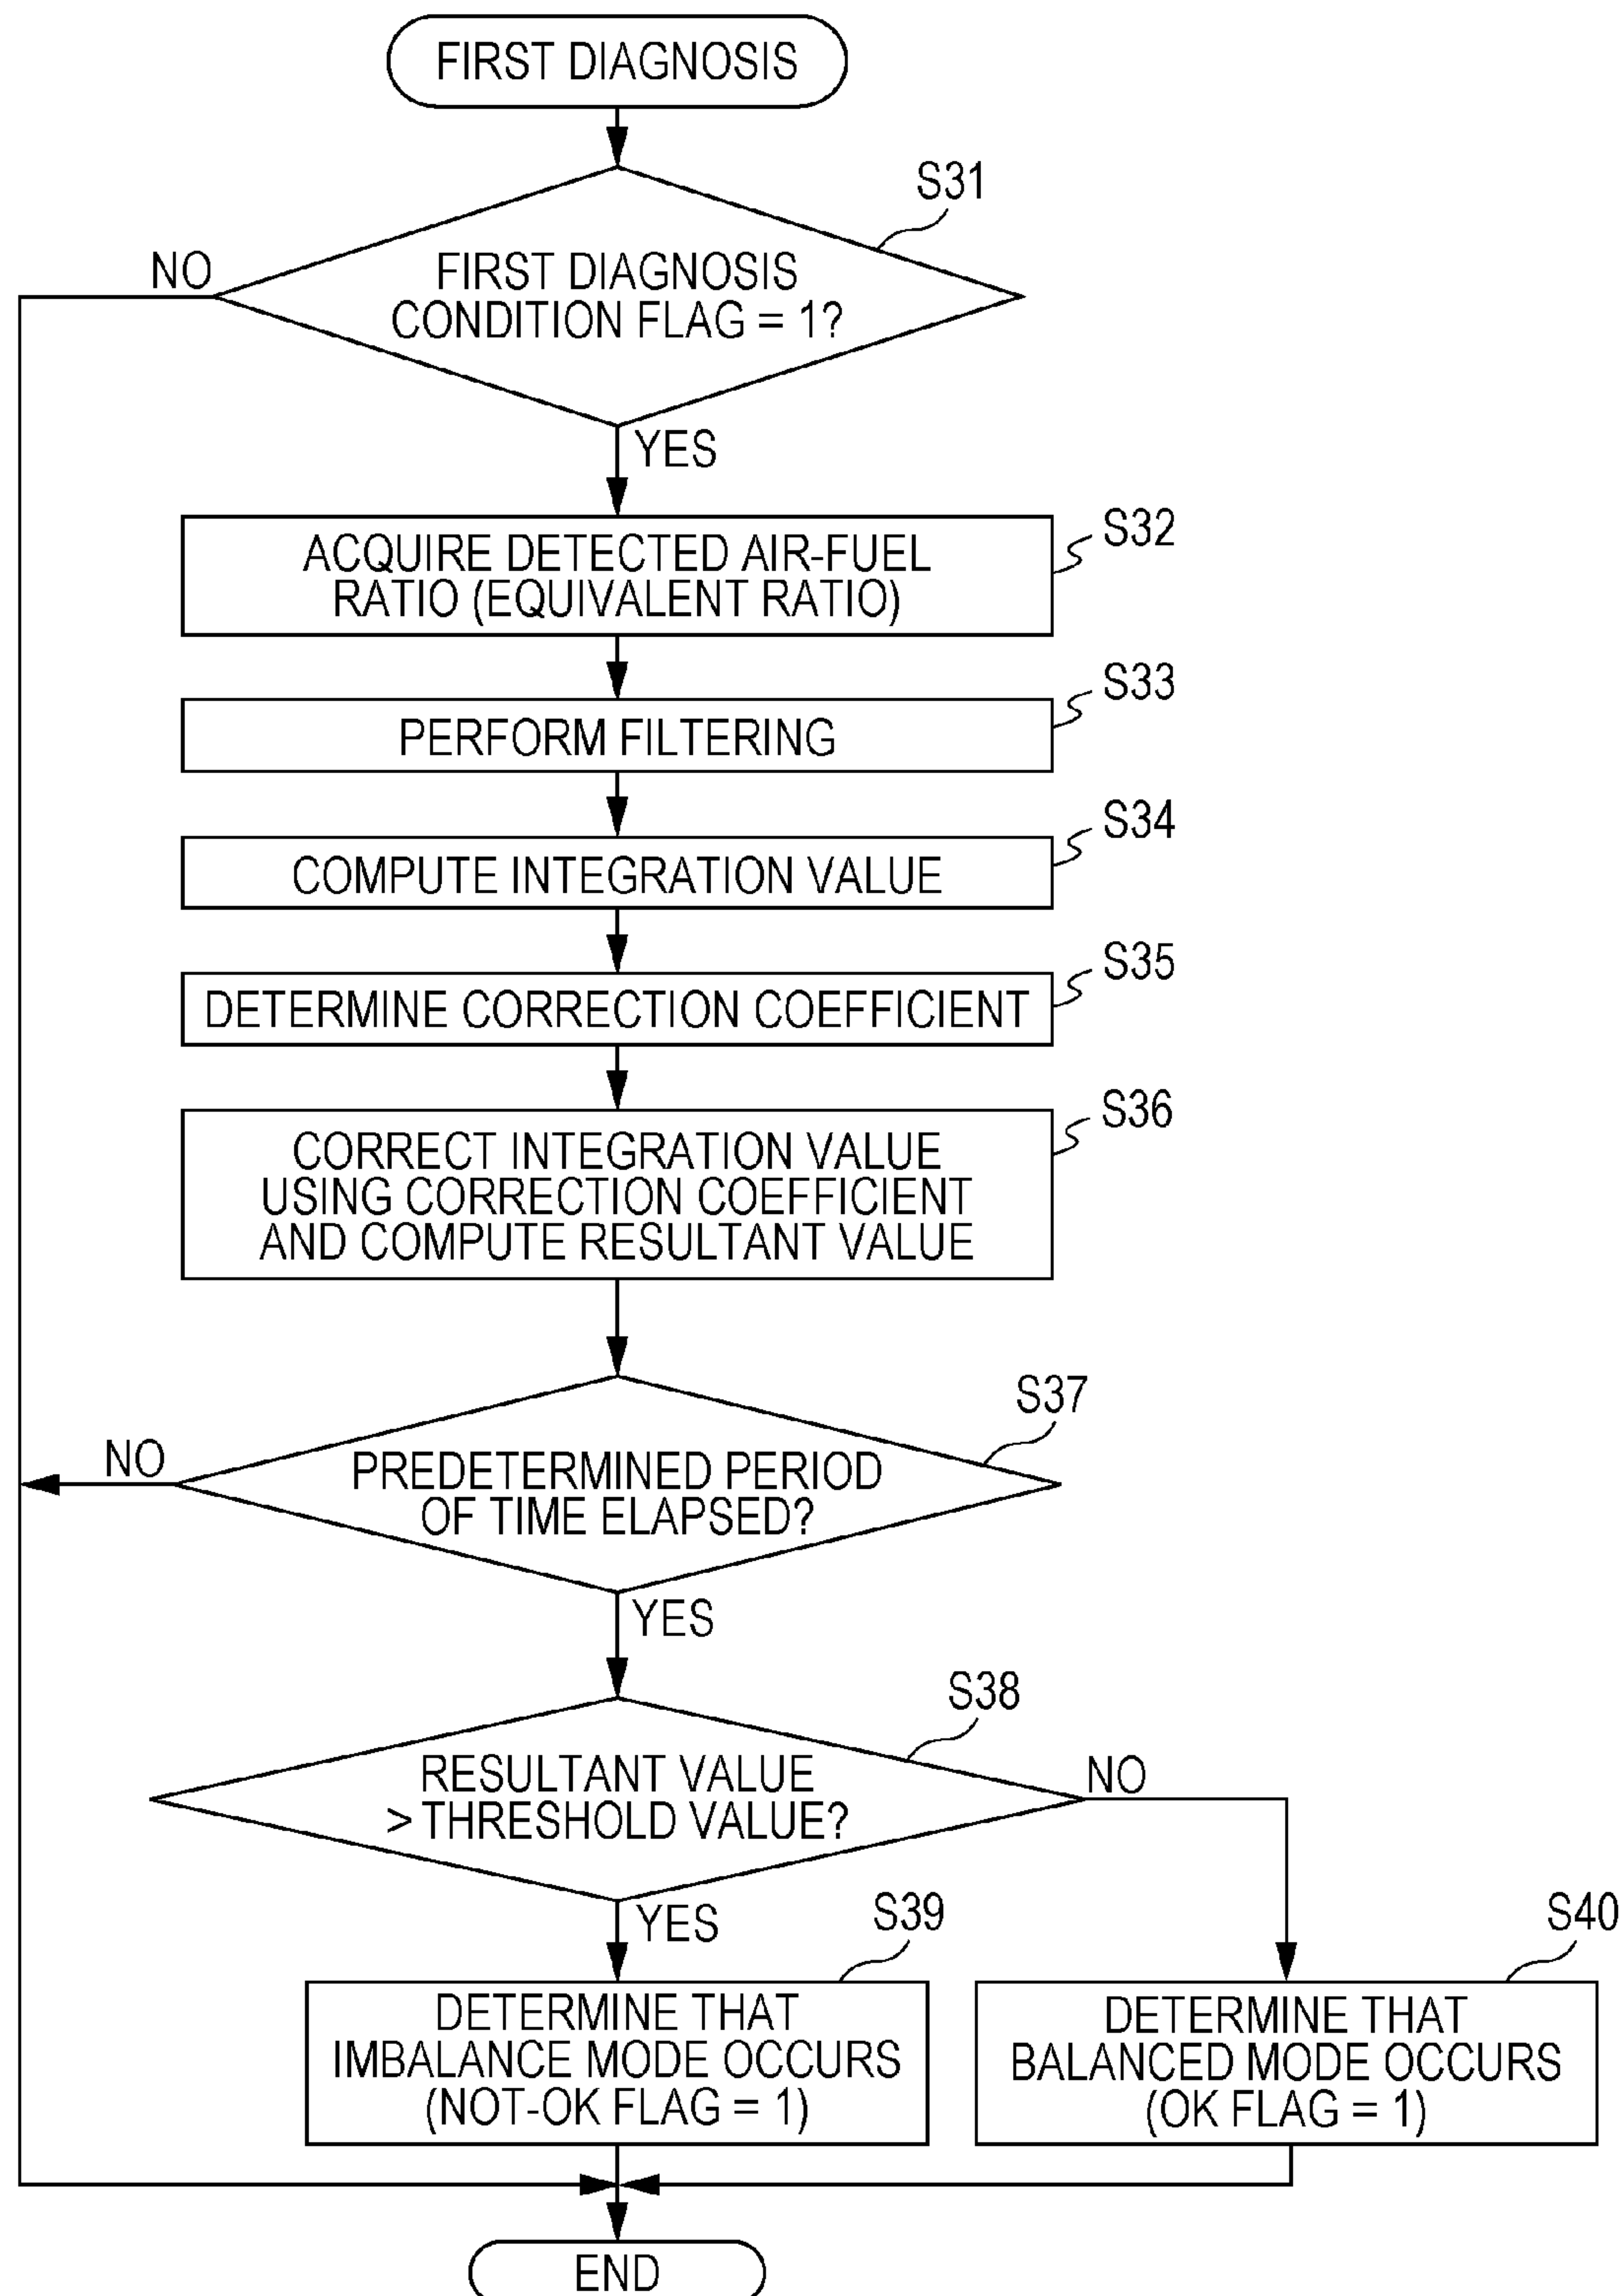 FIRST DIAGNOSIS
S31
NO
FIRST DIAGNOSIS
CONDITION FLAG = 1?
YES
S32
ACQUIRE DETECTED AIR-FUEL
RATIO (EQUIVALENT RATIO)
S33
PERFORM FILTERING
S34
COMPUTE INTEGRATION VALUE
S35
DETERMINE CORRECTION COEFFICIENT
S36
CORRECT INTEGRATION VALUE
USING CORRECTION COEFFICIENT
AND COMPUTE RESULTANT VALUE
S37
NO
PREDETERMINED PERIOD
OF TIME ELAPSED?
YES
S38
RESULTANT VALUE
> THRESHOLD VALUE?
NO
YES
S39
S40
DETERMINE THAT
IMBALANCE MODE OCCURS
(NOT-OK FLAG = 1)
DETERMINE THAT
BALANCED MODE OCCURS
(OK FLAG = 1)
END